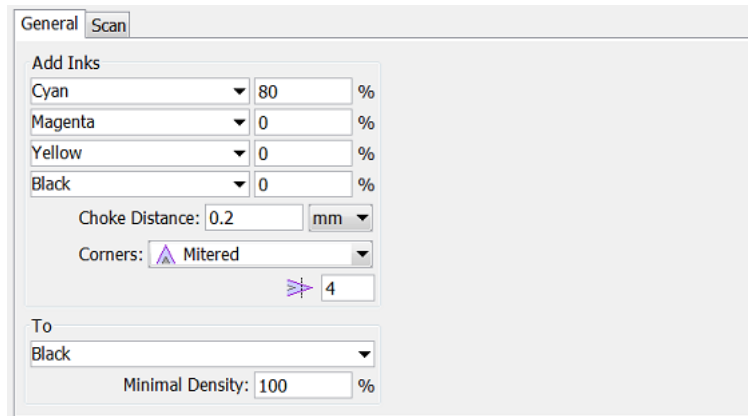 General Scan
Add Inks
Cyan 80 %
Magenta 0 %
Yellow 0 %
Black 0 %
Choke Distance: 0.2 mm
Corners: Mitered
4
To
Black
Minimal Density: 100 %